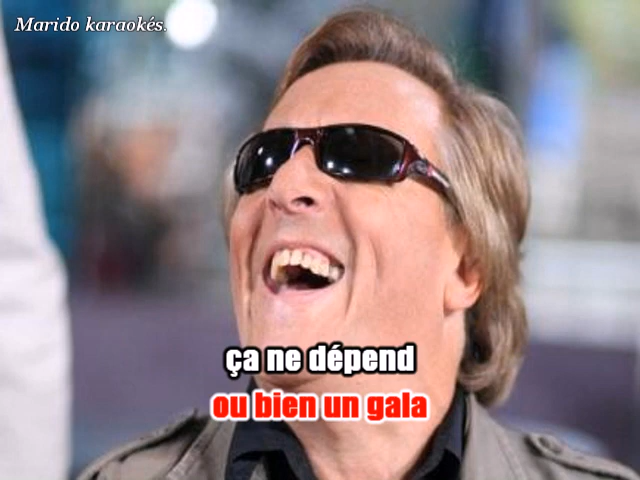 Marido karaokés.
ça ne dépend
ou bien un gala